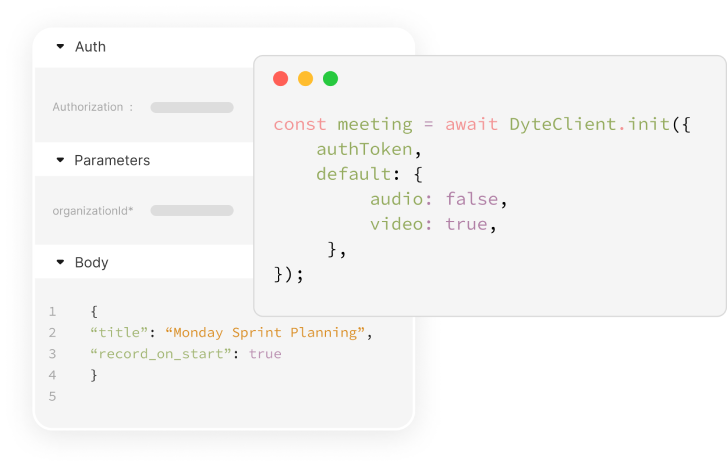 Auth
Authorization :
Parameters
organizationId*
Body
1 {
2 “title”: “Monday Sprint Planning”,
3 “record_on_start”: true
4 }
5
const meeting = await DyteClient.init({
authToken,
default: {
audio: false,
video: true,
},
});